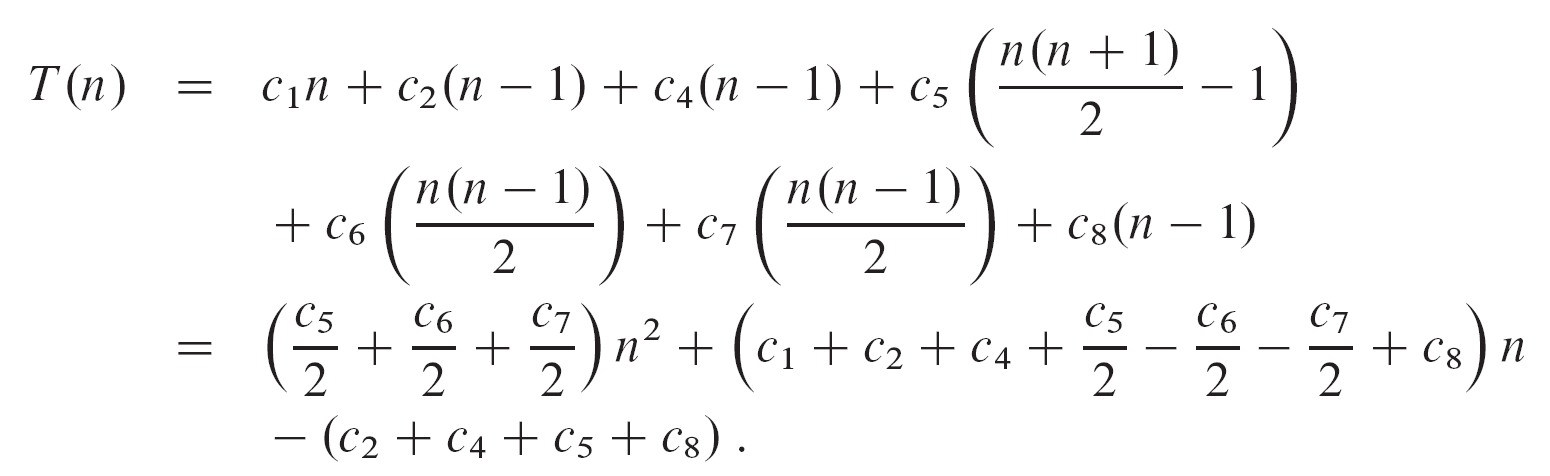 T(n) = c₁n + c₂(n − 1) + c₄(n − 1) + c₅ (n(n + 1)/2 − 1)
+ c₆ (n(n − 1)/2) + c₇ (n(n − 1)/2) + c₈(n − 1)
= (c₅/2 + c₆/2 + c₇/2) n² + (c₁ + c₂ + c₄ + c₅/2 − c₆/2 − c₇/2 + c₈) n
− (c₂ + c₄ + c₅ + c₈) .